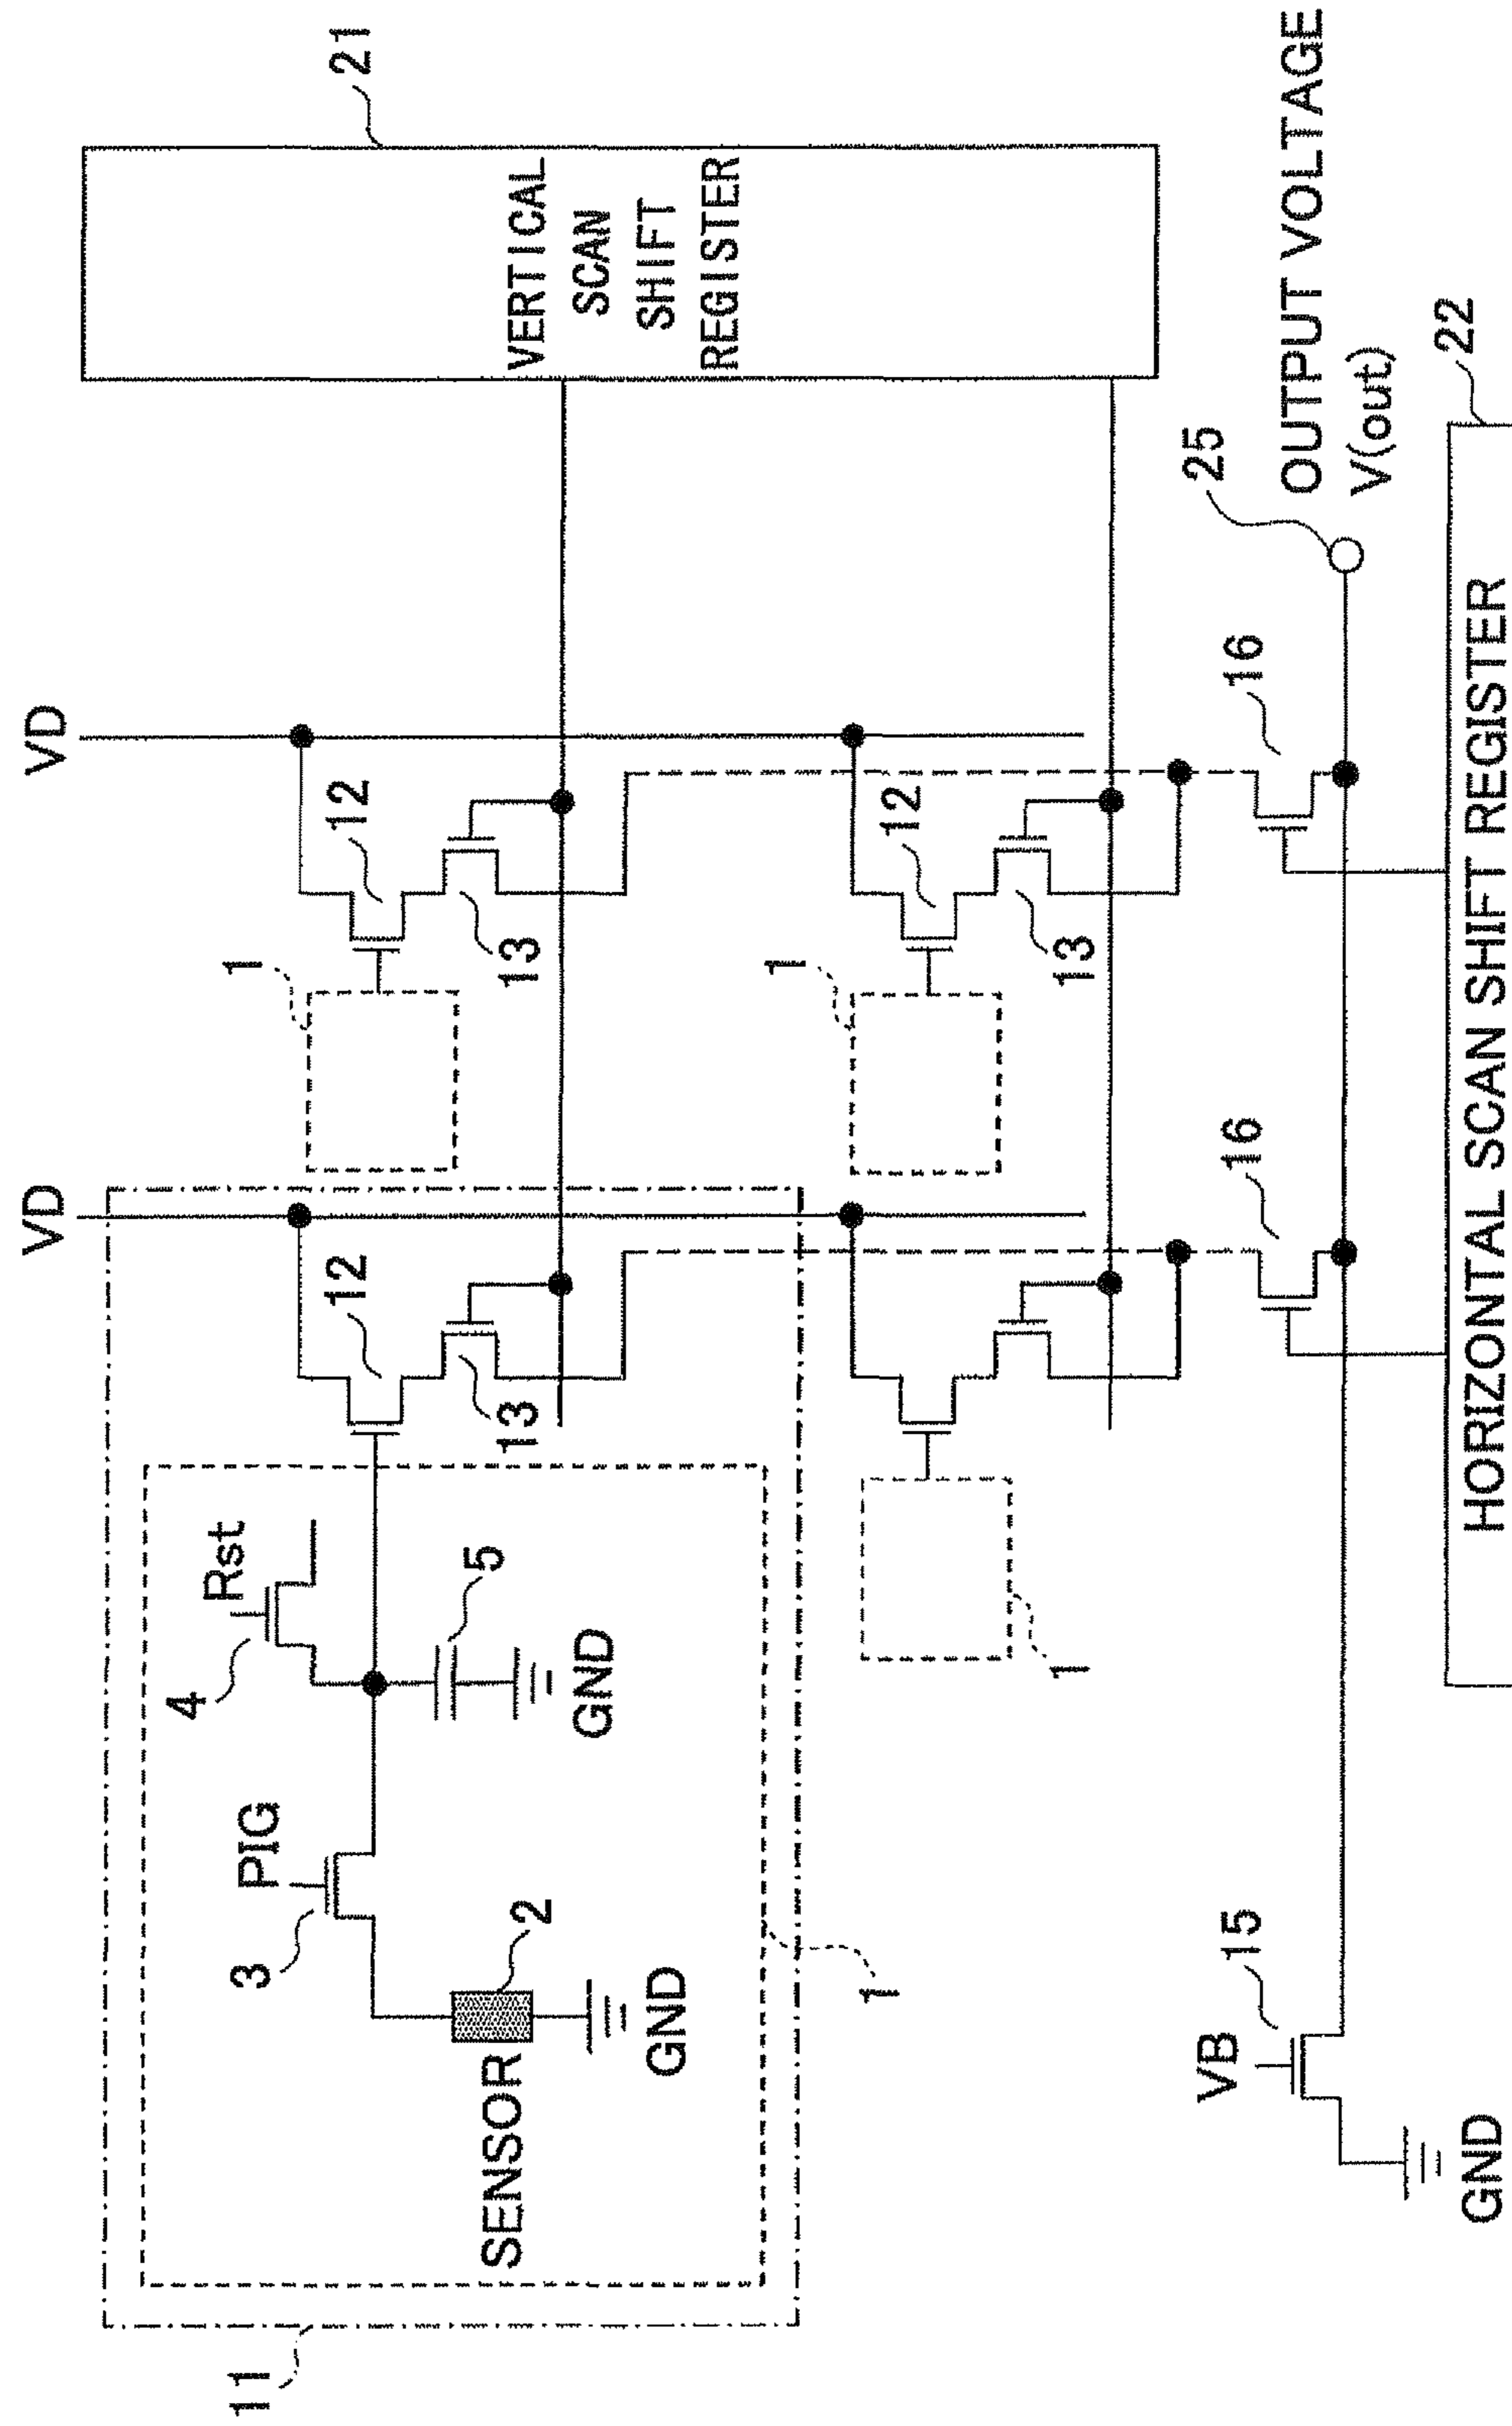 VD
VD
11
4
Rst
PIG
3
5
GND
2
SENSOR
GND
1
12
13
1
12
13
VERTICAL
SCAN
SHIFT
REGISTER
21
1
1
12
13
VB
15
GND
16
16
25
OUTPUT VOLTAGE
V(out)
HORIZONTAL SCAN SHIFT REGISTER
22